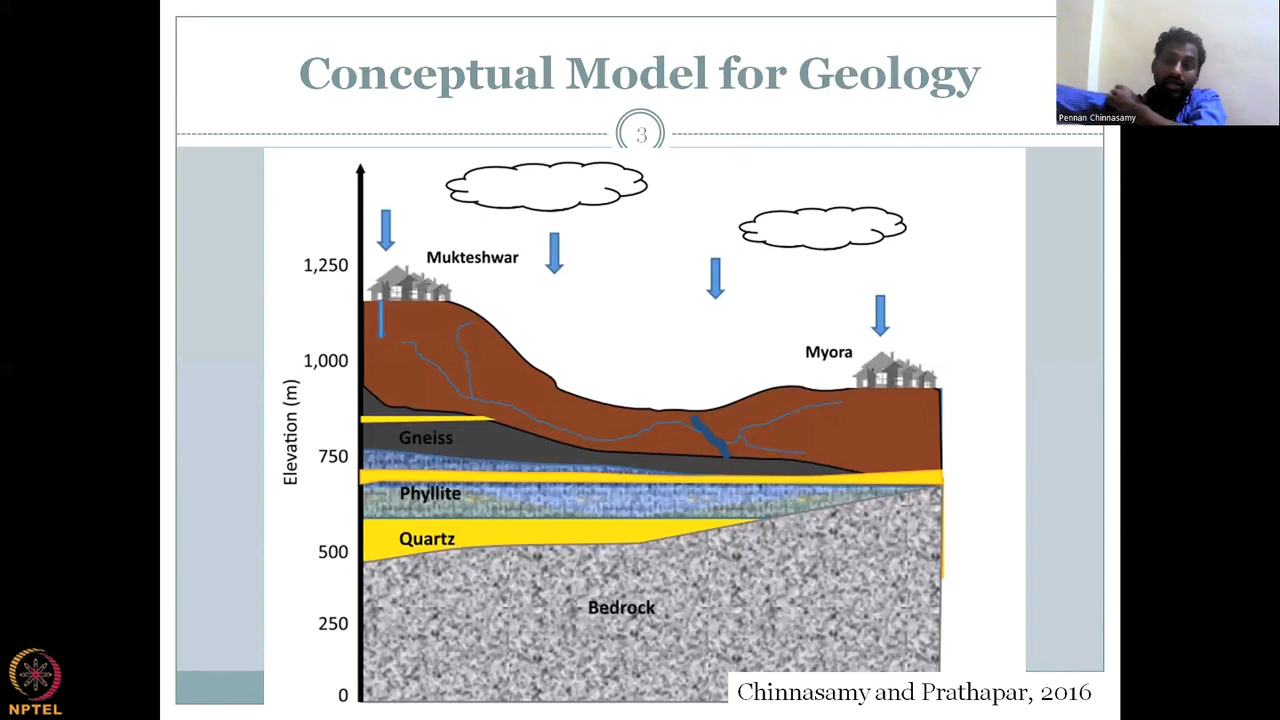 Conceptual Model for Geology
Pennan Chinnasamy
3
Mukteshwar
1,250
Myora
1,000
Elevation (m)
750
Gneiss
Phyllite
500
Quartz
Bedrock
250
0
Chinnasamy and Prathapar, 2016
NPTEL